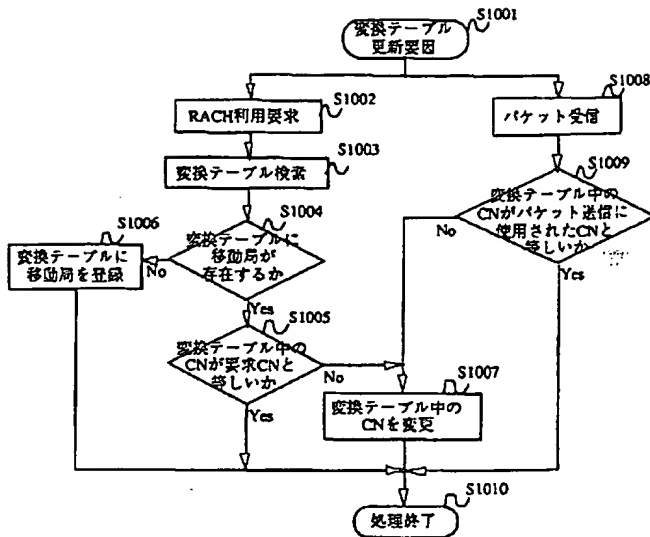 S1001
変換テーブル
更新要因
S1002
RACH利用要求
S1008
パケット受信
S1003
変換テーブル検索
S1009
変換テーブル中の
CNがパケット送信に
使用されたCNと
等しいか
No
Yes
S1004
変換テーブルに
移動局が
存在するか
No
Yes
S1006
変換テーブルに
移動局を登録
S1005
変換テーブル中の
CNが要求CNと
等しいか
No
Yes
S1007
変換テーブル中の
CNを変更
S1010
処理終了